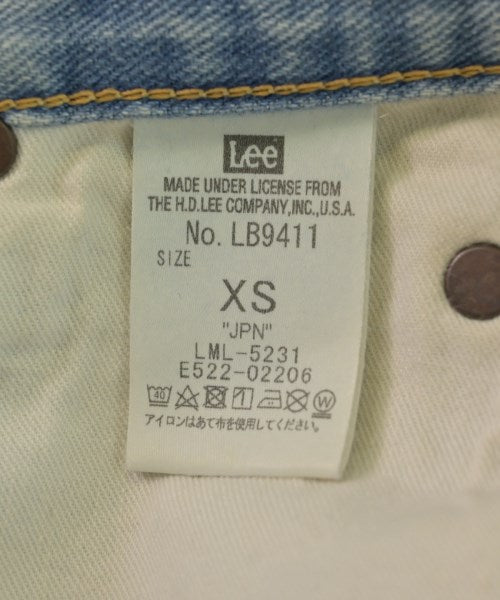 Lee
MADE UNDER LICENSE FROM
THE H.D.LEE COMPANY,INC.,U.S.A.
No. LB9411
SIZE
XS
"JPN"
LML-5231
E522-02206
40 W
アイロンはあて布を使用してください。